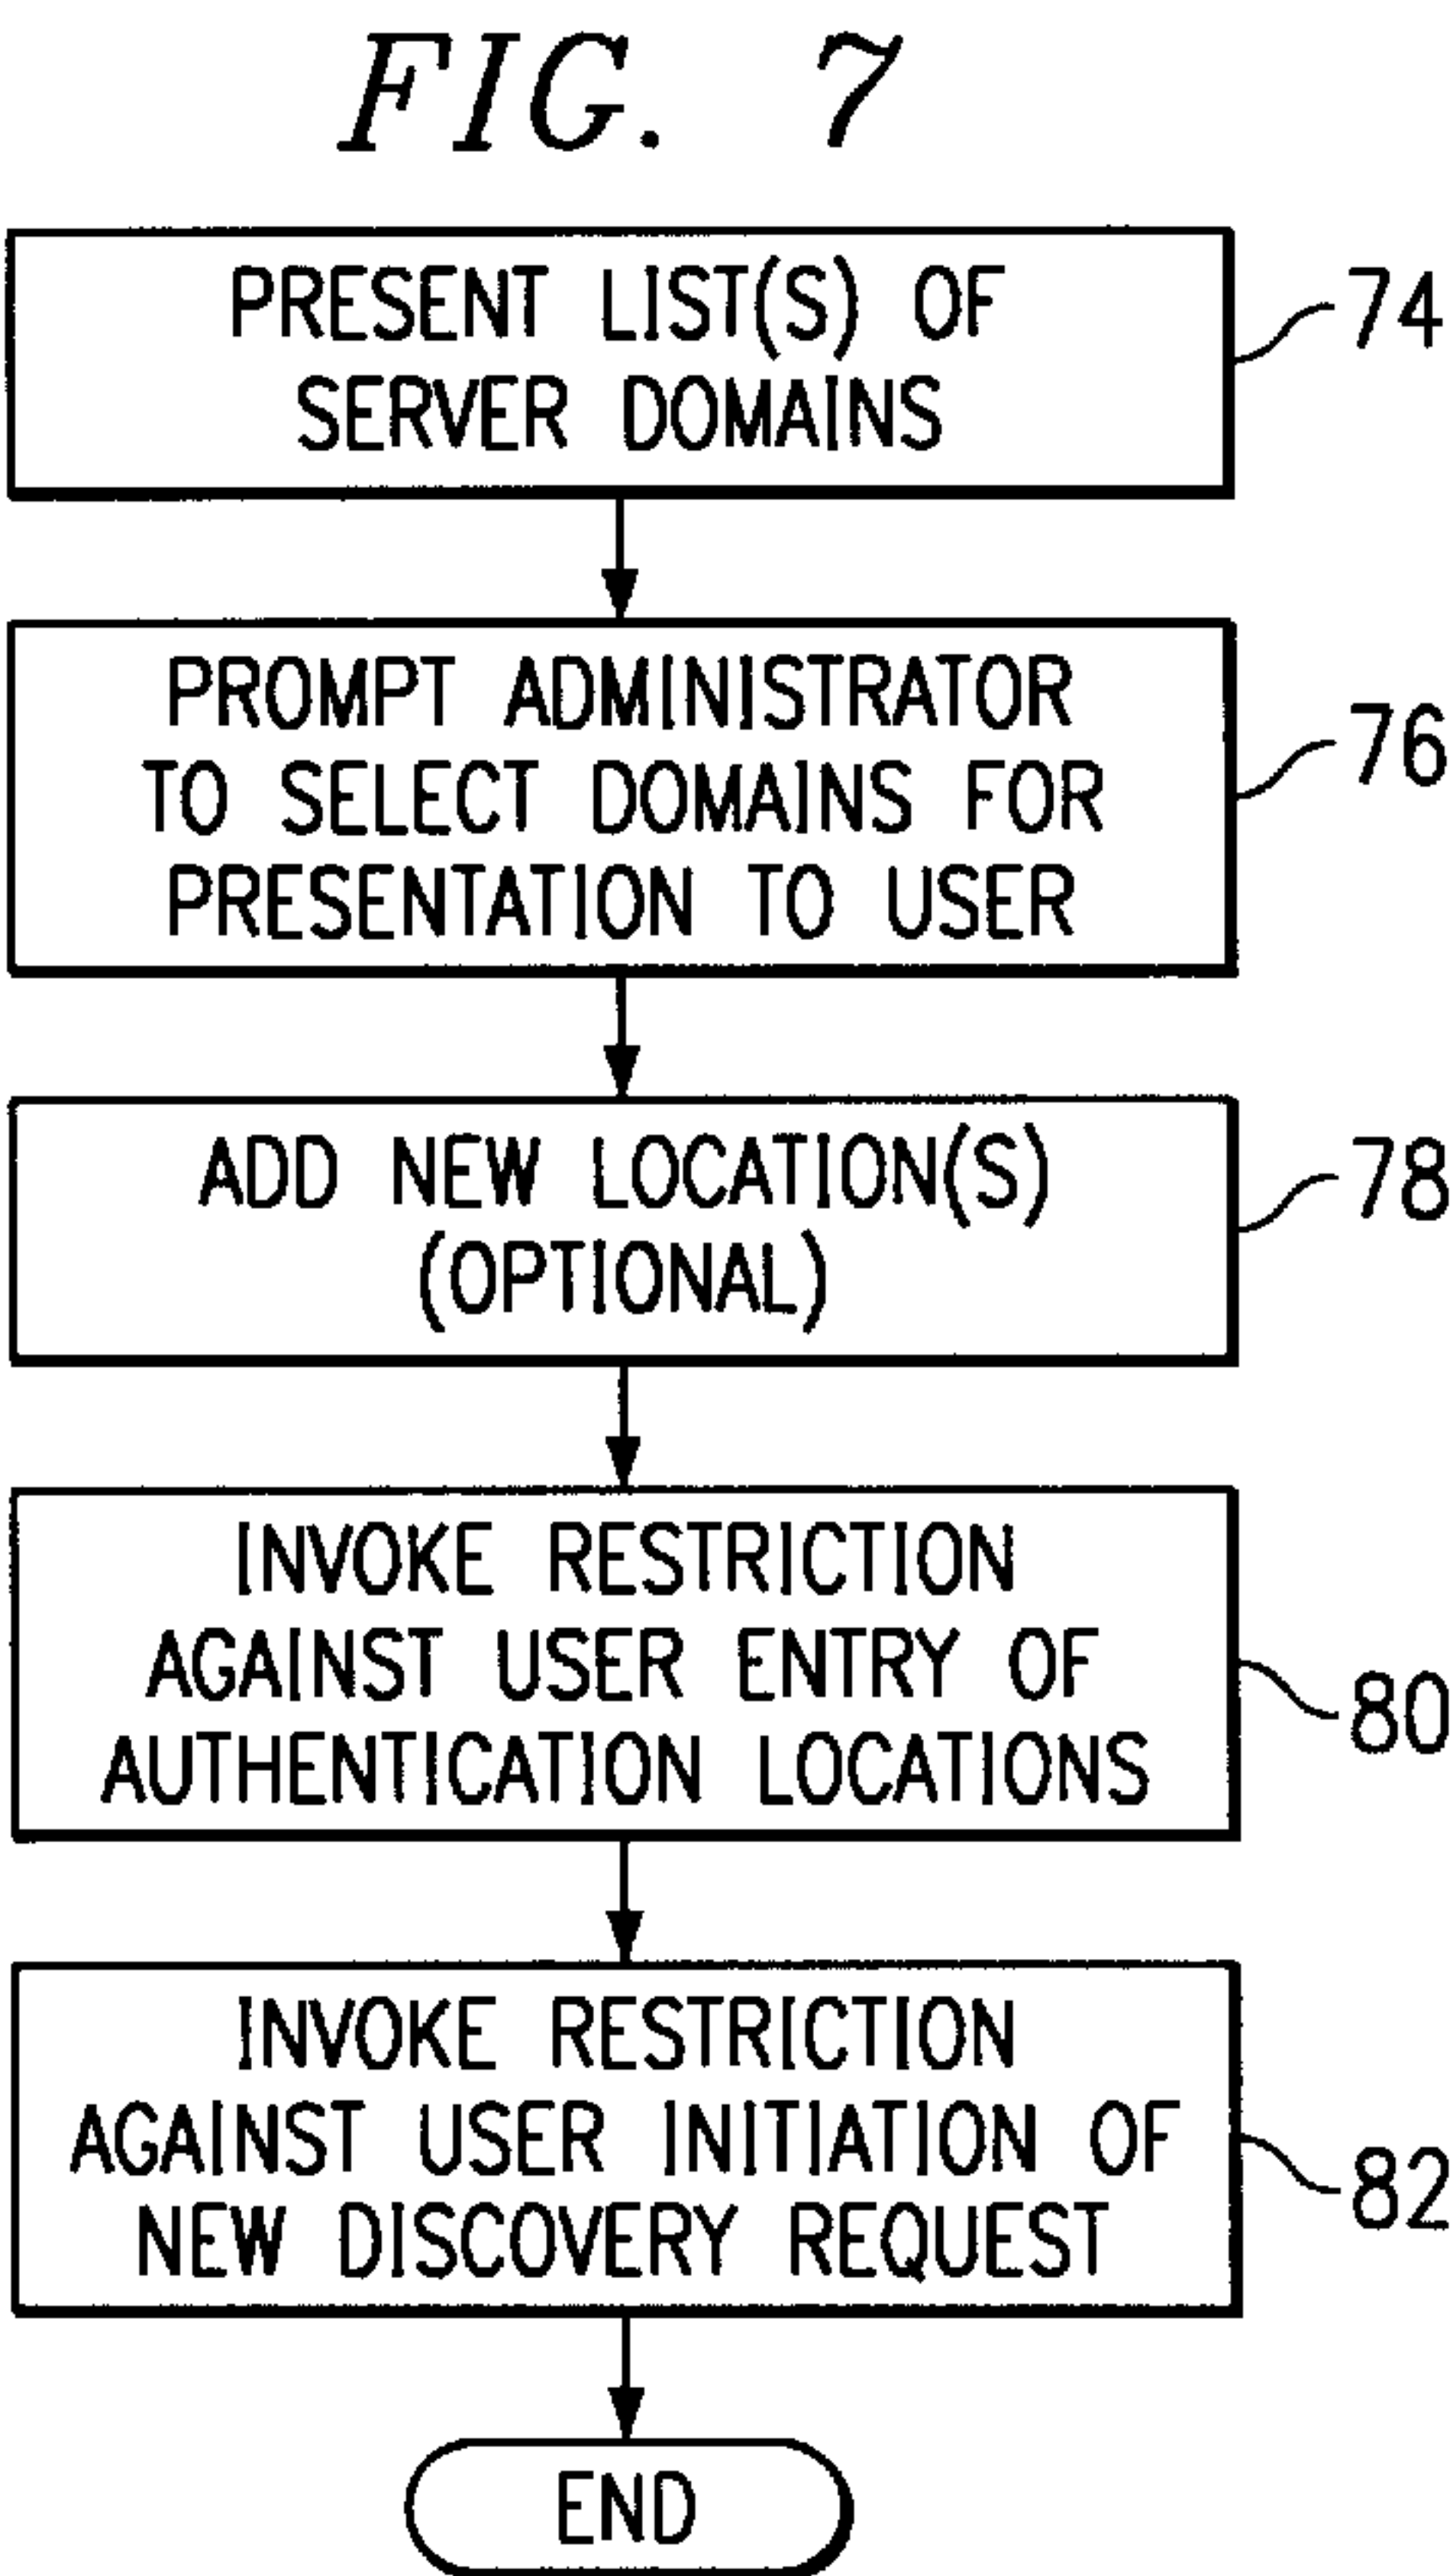 FIG. 7
PRESENT LIST(S) OF
SERVER DOMAINS
74
PROMPT ADMINISTRATOR
TO SELECT DOMAINS FOR
PRESENTATION TO USER
76
ADD NEW LOCATION(S)
(OPTIONAL)
78
INVOKE RESTRICTION
AGAINST USER ENTRY OF
AUTHENTICATION LOCATIONS
80
INVOKE RESTRICTION
AGAINST USER INITIATION OF
NEW DISCOVERY REQUEST
82
END